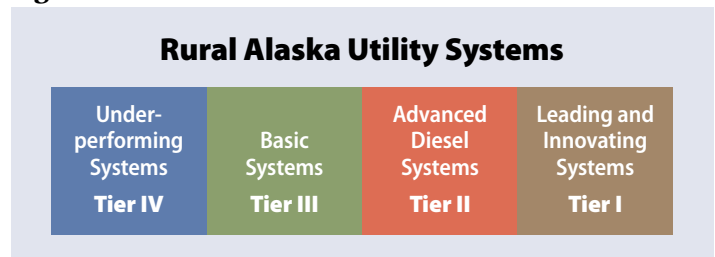 Rural Alaska Utility Systems
Under-
performing
Systems
Tier IV
Basic
Systems
Tier III
Advanced
Diesel
Systems
Tier II
Leading and
Innovating
Systems
Tier I